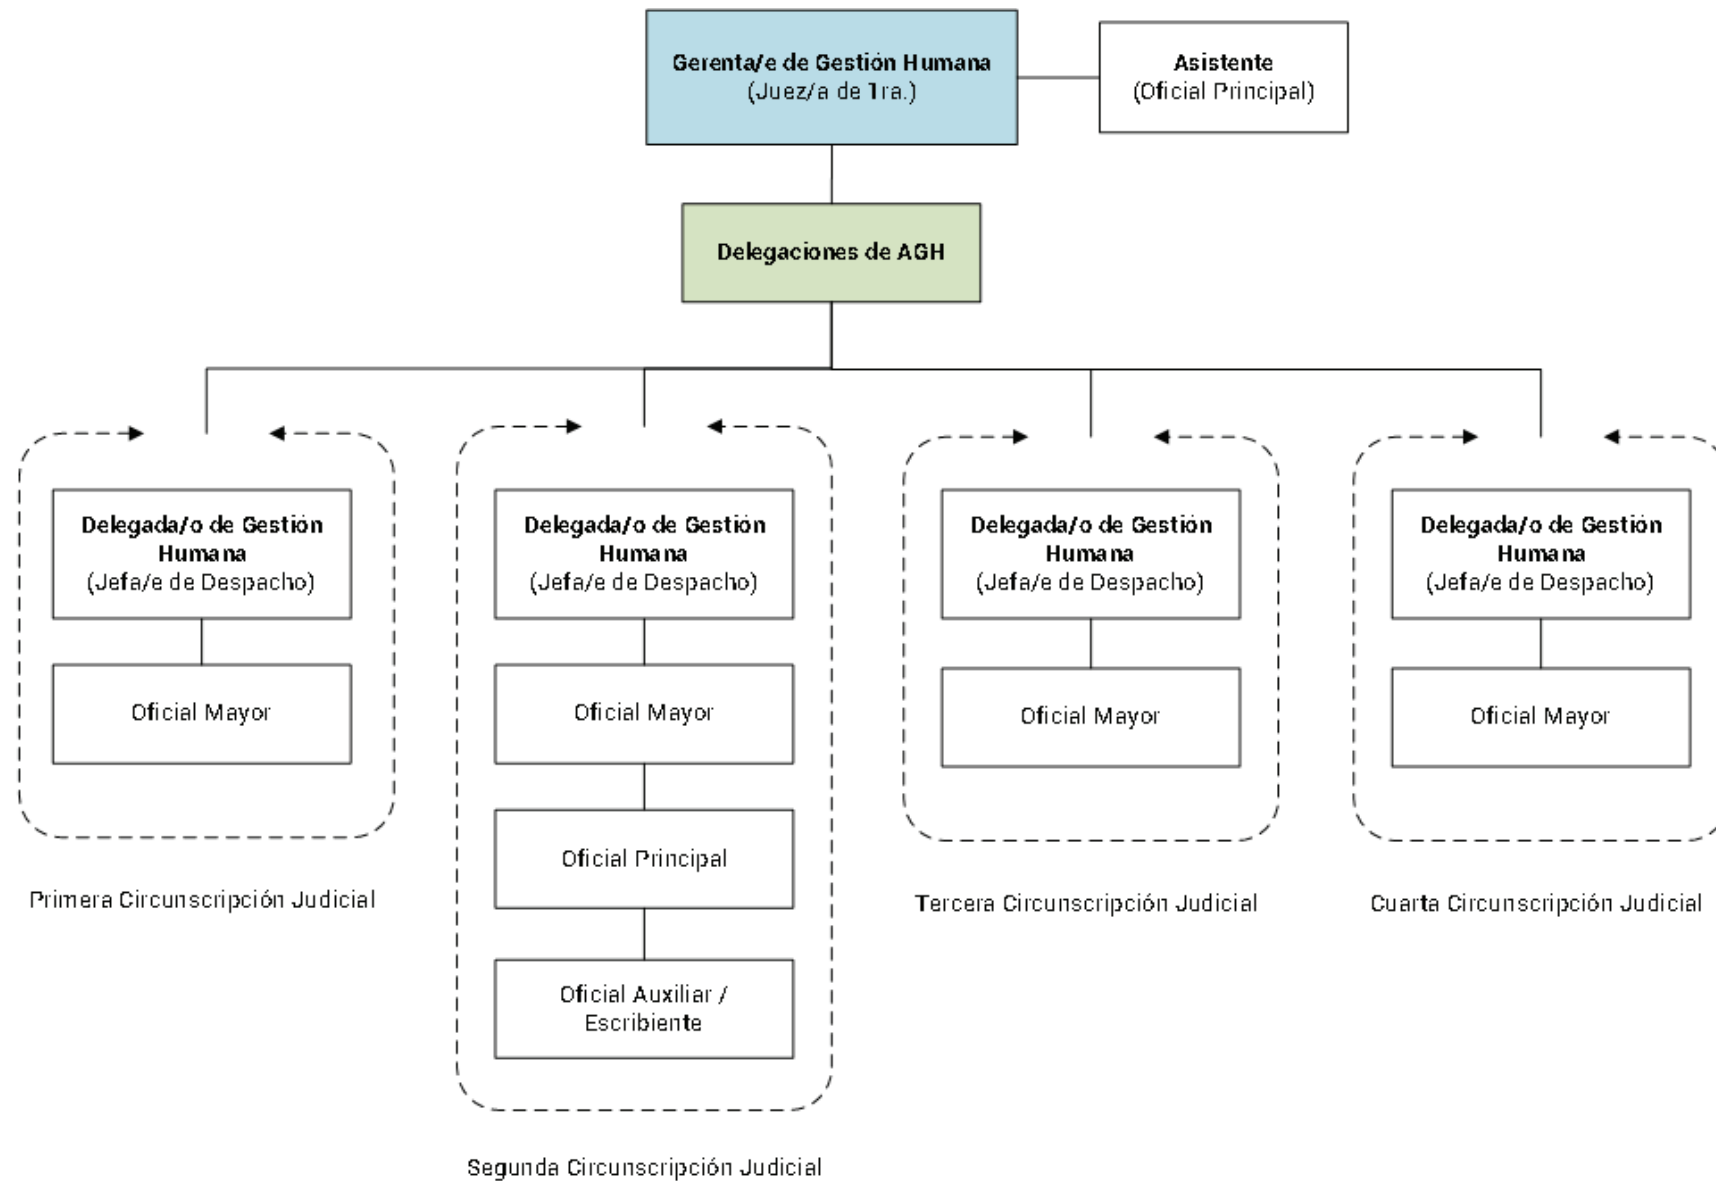 Gerenta/e de Gestión Humana
(Juez/a de 1ra.)
Asistente
(Oficial Principal)
Delegaciones de AGH
Delegada/o de Gestión
Humana
(Jefa/e de Despacho)
Oficial Mayor
Primera Circunscripción Judicial
Delegada/o de Gestión
Humana
(Jefa/e de Despacho)
Oficial Mayor
Oficial Principal
Oficial Auxiliar /
Escribiente
Segunda Circunscripción Judicial
Delegada/o de Gestión
Humana
(Jefa/e de Despacho)
Oficial Mayor
Tercera Circunscripción Judicial
Delegada/o de Gestión
Humana
(Jefa/e de Despacho)
Oficial Mayor
Cuarta Circunscripción Judicial